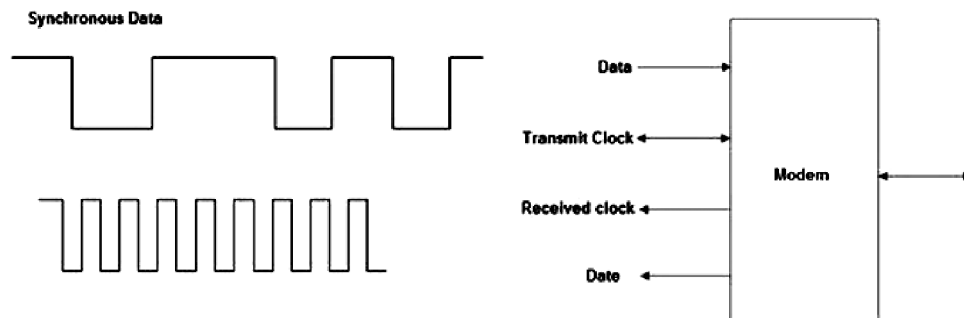 Synchronous Data
Data
Transmit Clock
Modem
Received clock
Date